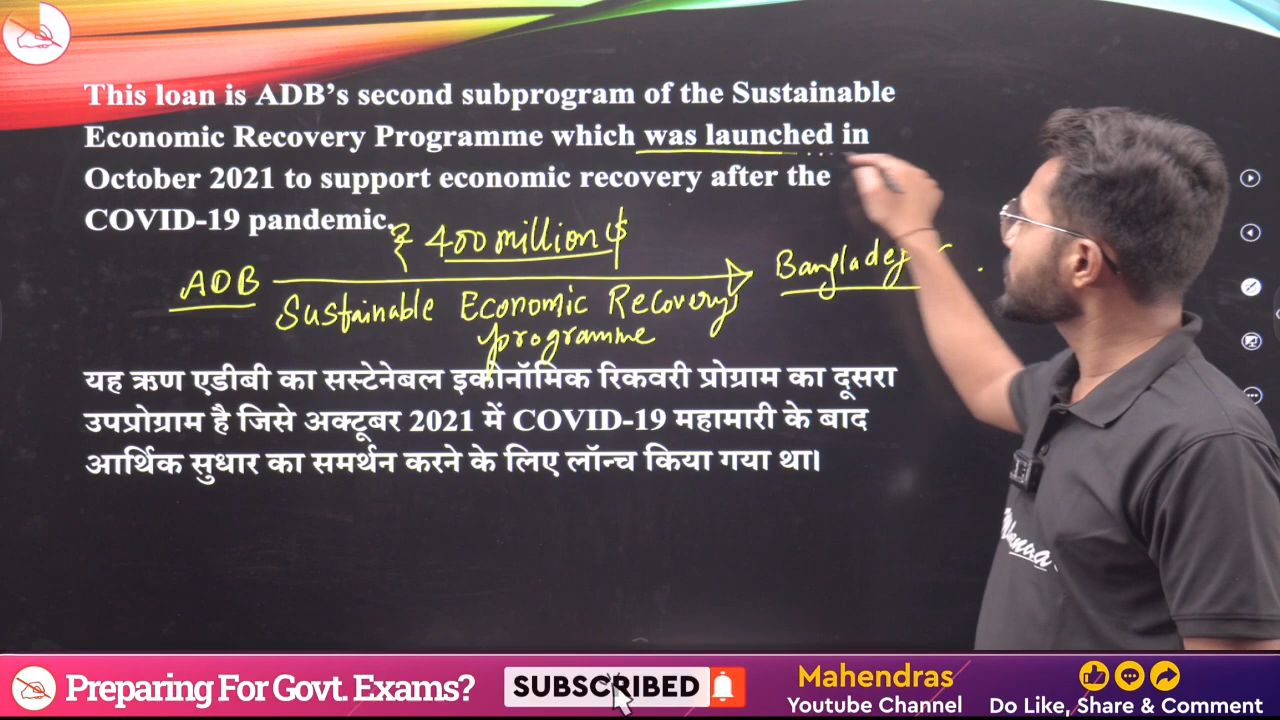 This loan is ADB’s second subprogram of the Sustainable
Economic Recovery Programme which was launched in
October 2021 to support economic recovery after the
COVID-19 pandemic.
₹ 400 million $
ADB
Bangladesh
Sustainable Economic Recovery
programme
यह ऋण एडीबी का सस्टेनेबल इकोनॉमिक रिकवरी प्रोग्राम का दूसरा
उपप्रोग्राम है जिसे अक्टूबर 2021 में COVID-19 महामारी के बाद
आर्थिक सुधार का समर्थन करने के लिए लॉन्च किया गया था।
Preparing For Govt. Exams?
SUBSCRIBED
Mahendras
Youtube Channel
Do Like, Share & Comment